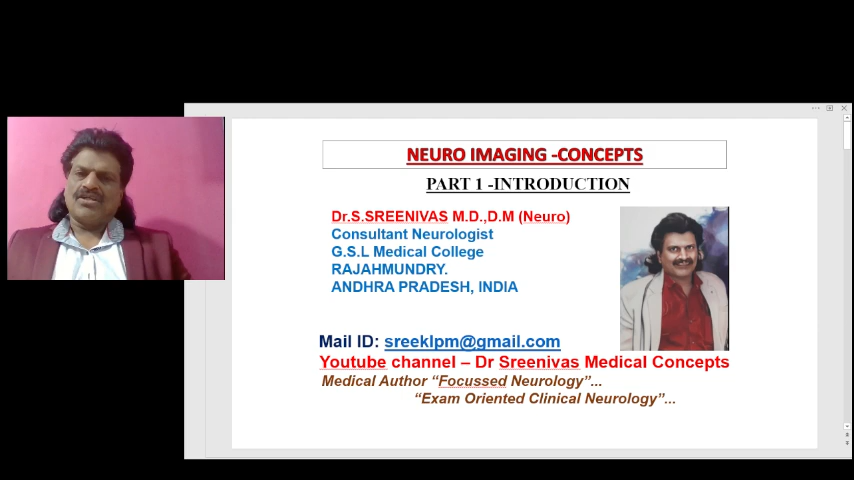 NEURO IMAGING -CONCEPTS
PART 1 -INTRODUCTION
Dr.S.SREENIVAS M.D.,D.M (Neuro)
Consultant Neurologist
G.S.L Medical College
RAJAHMUNDRY.
ANDHRA PRADESH, INDIA
Mail ID: sreeklpm@gmail.com
Youtube channel – Dr Sreenivas Medical Concepts
Medical Author “Focussed Neurology”...
“Exam Oriented Clinical Neurology”...